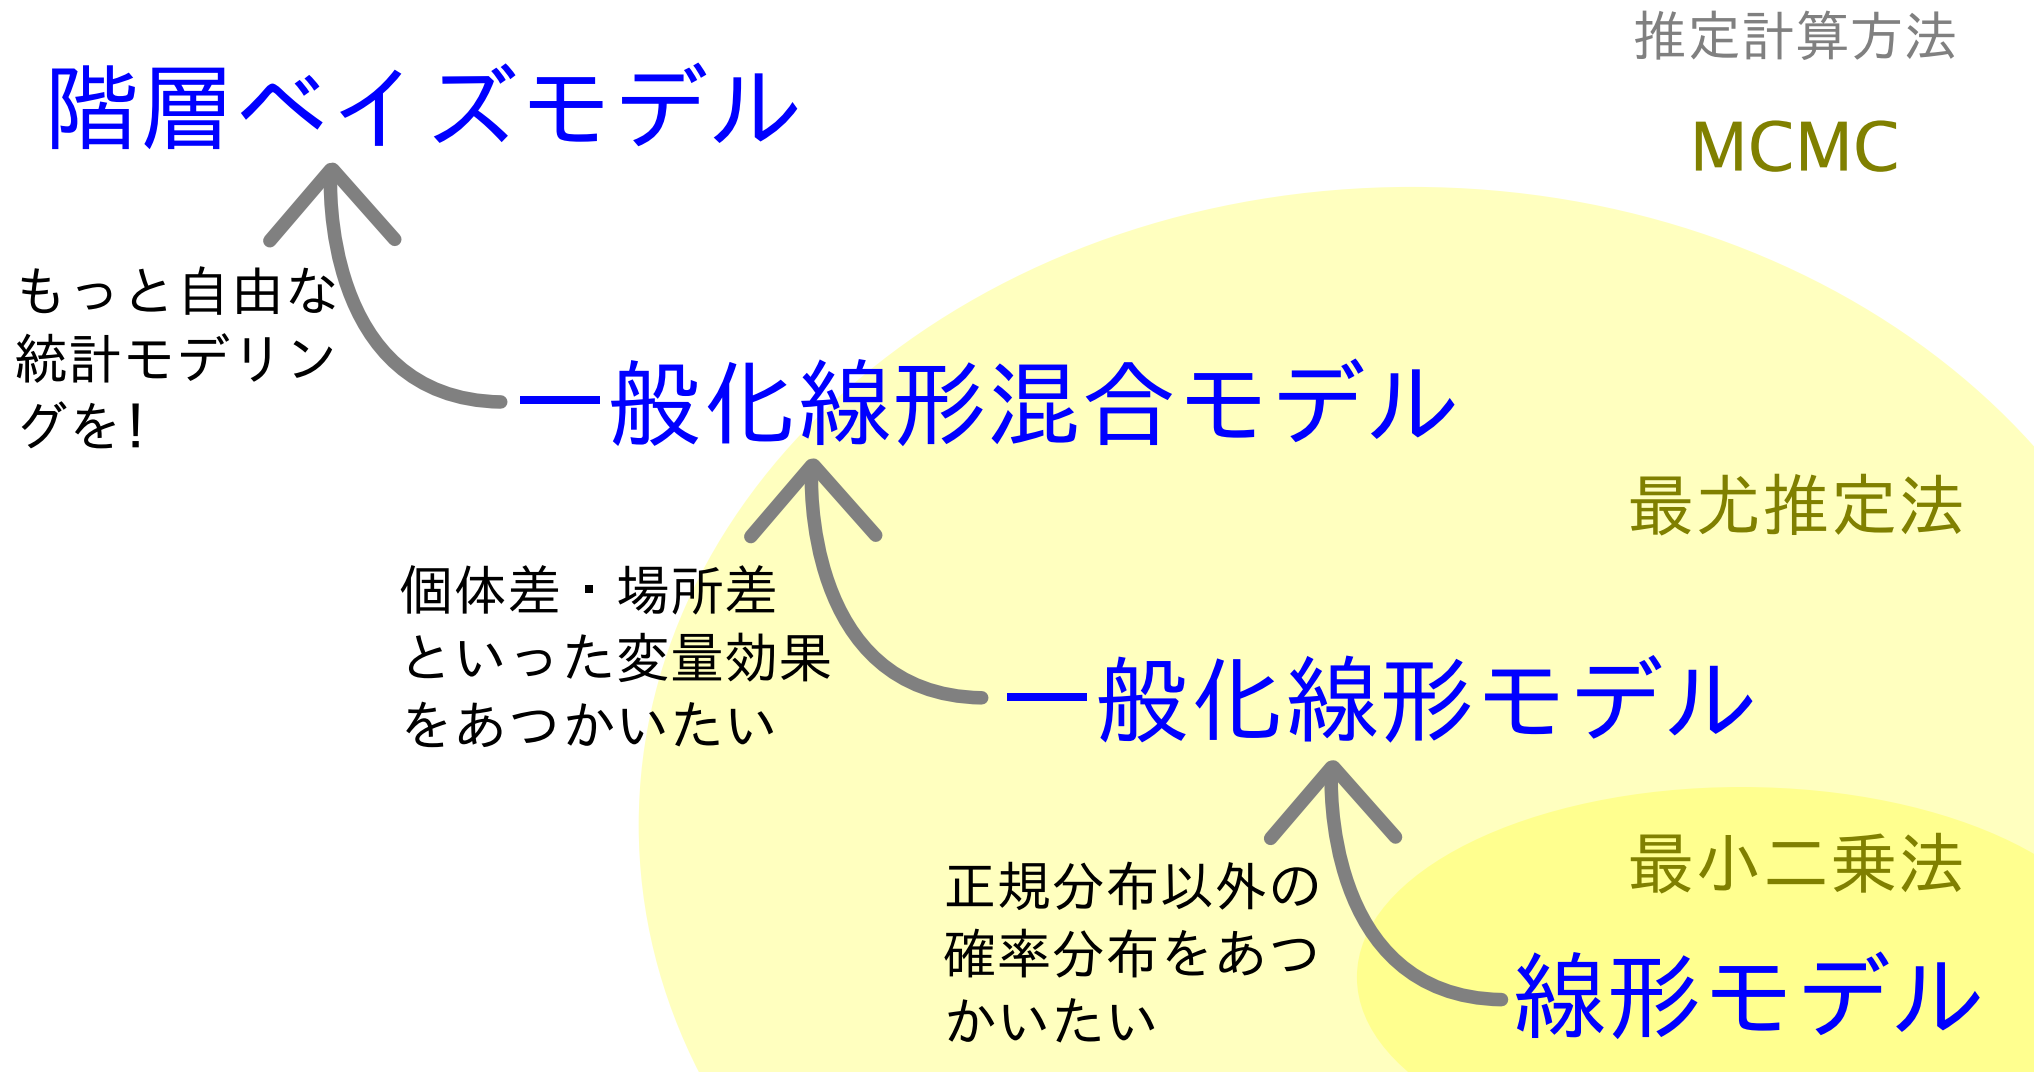 推定計算方法
階層ベイズモデル
MCMC
もっと自由な
統計モデリン
グを!
一般化線形混合モデル
最尤推定法
個体差・場所差
といった変量効果
をあつかいたい
一般化線形モデル
最小二乗法
正規分布以外の
確率分布をあつ
かいたい
線形モデル